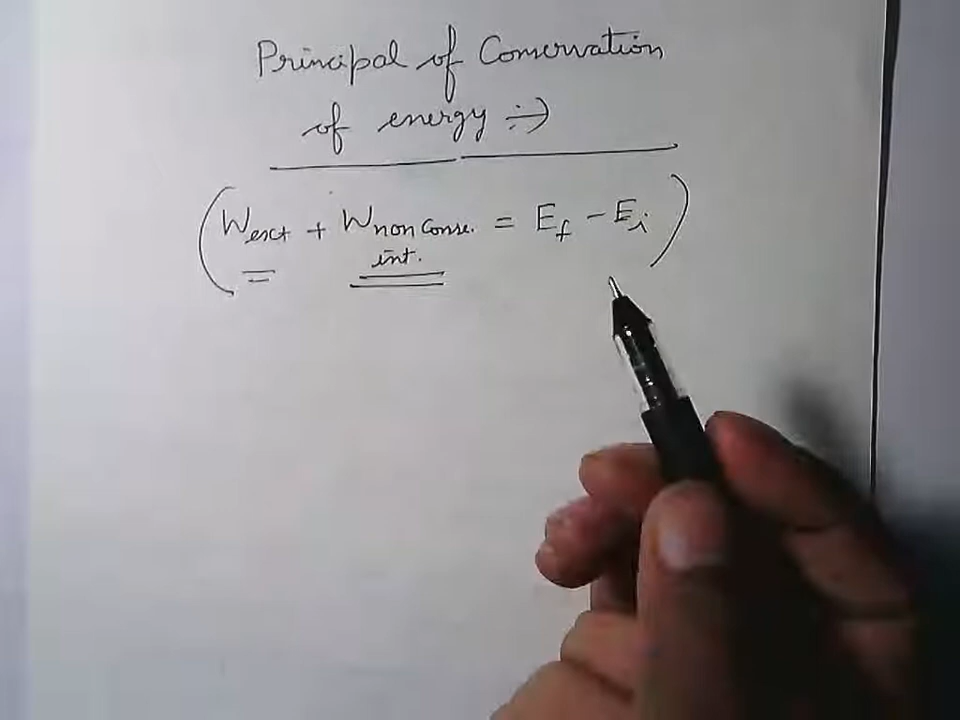 Principal of Conservation
of energy ÷)
(Wext + Wnon Conse. = Ef - Ei)
int.